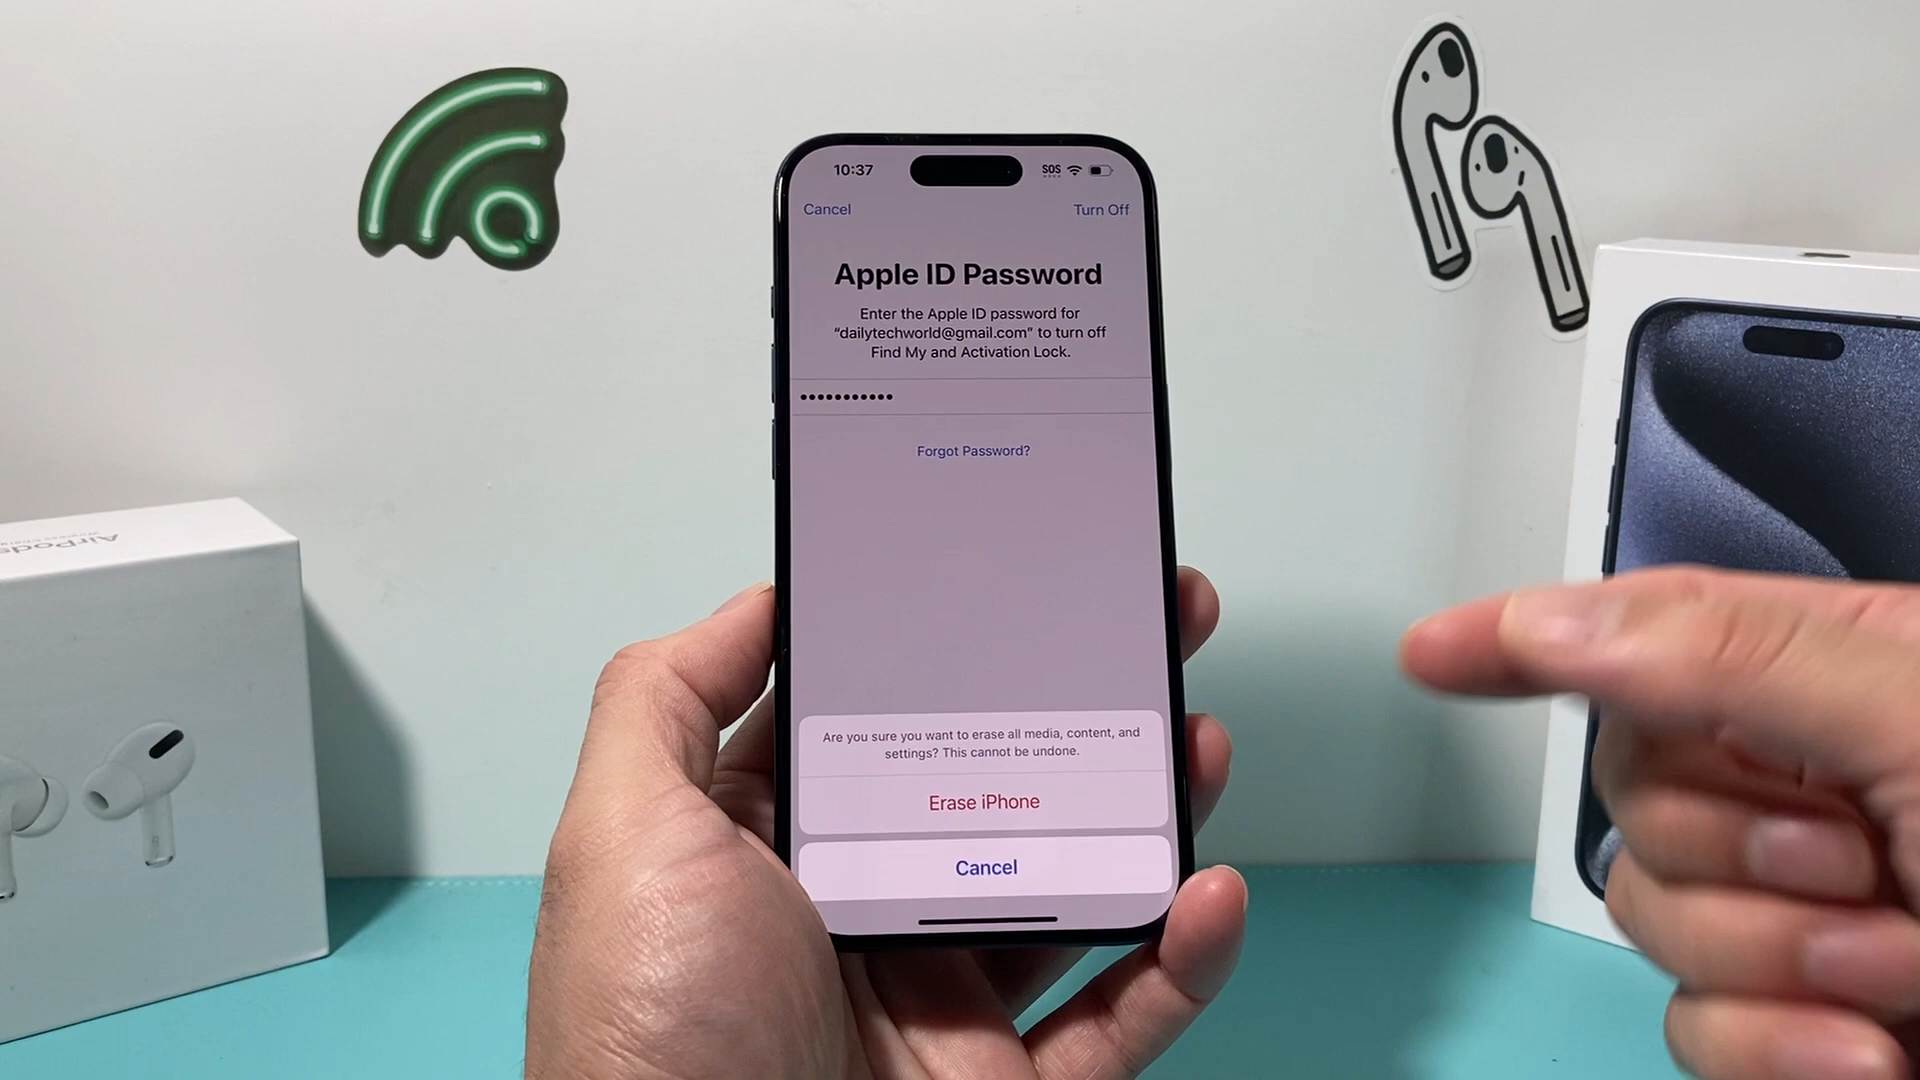 10:37
SOS
Cancel
Turn Off
Apple ID Password
Enter the Apple ID password for
“dailytechworld@gmail.com” to turn off
Find My and Activation Lock.
•••••••••••
Forgot Password?
Are you sure you want to erase all media, content, and
settings? This cannot be undone.
Erase iPhone
Cancel
AirPods